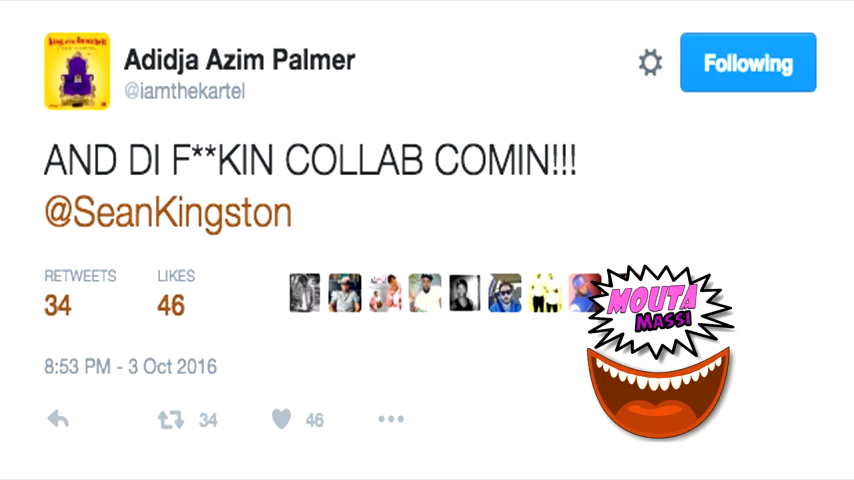 Adidja Azim Palmer
@iamthekartel
Following
AND DI F**KIN COLLAB COMIN!!!
@SeanKingston
RETWEETS
LIKES
34
46
MOUTA
MASSI
8:53 PM - 3 Oct 2016
34
46